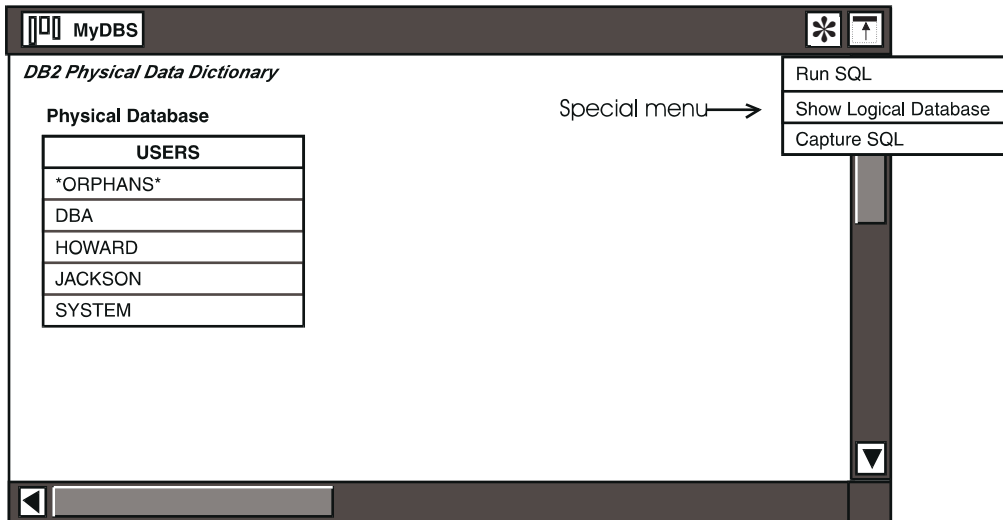 MyDBS
DB2 Physical Data Dictionary
Run SQL
Physical Database
Special menu
Show Logical Database
Capture SQL
USERS
*ORPHANS*
DBA
HOWARD
JACKSON
SYSTEM